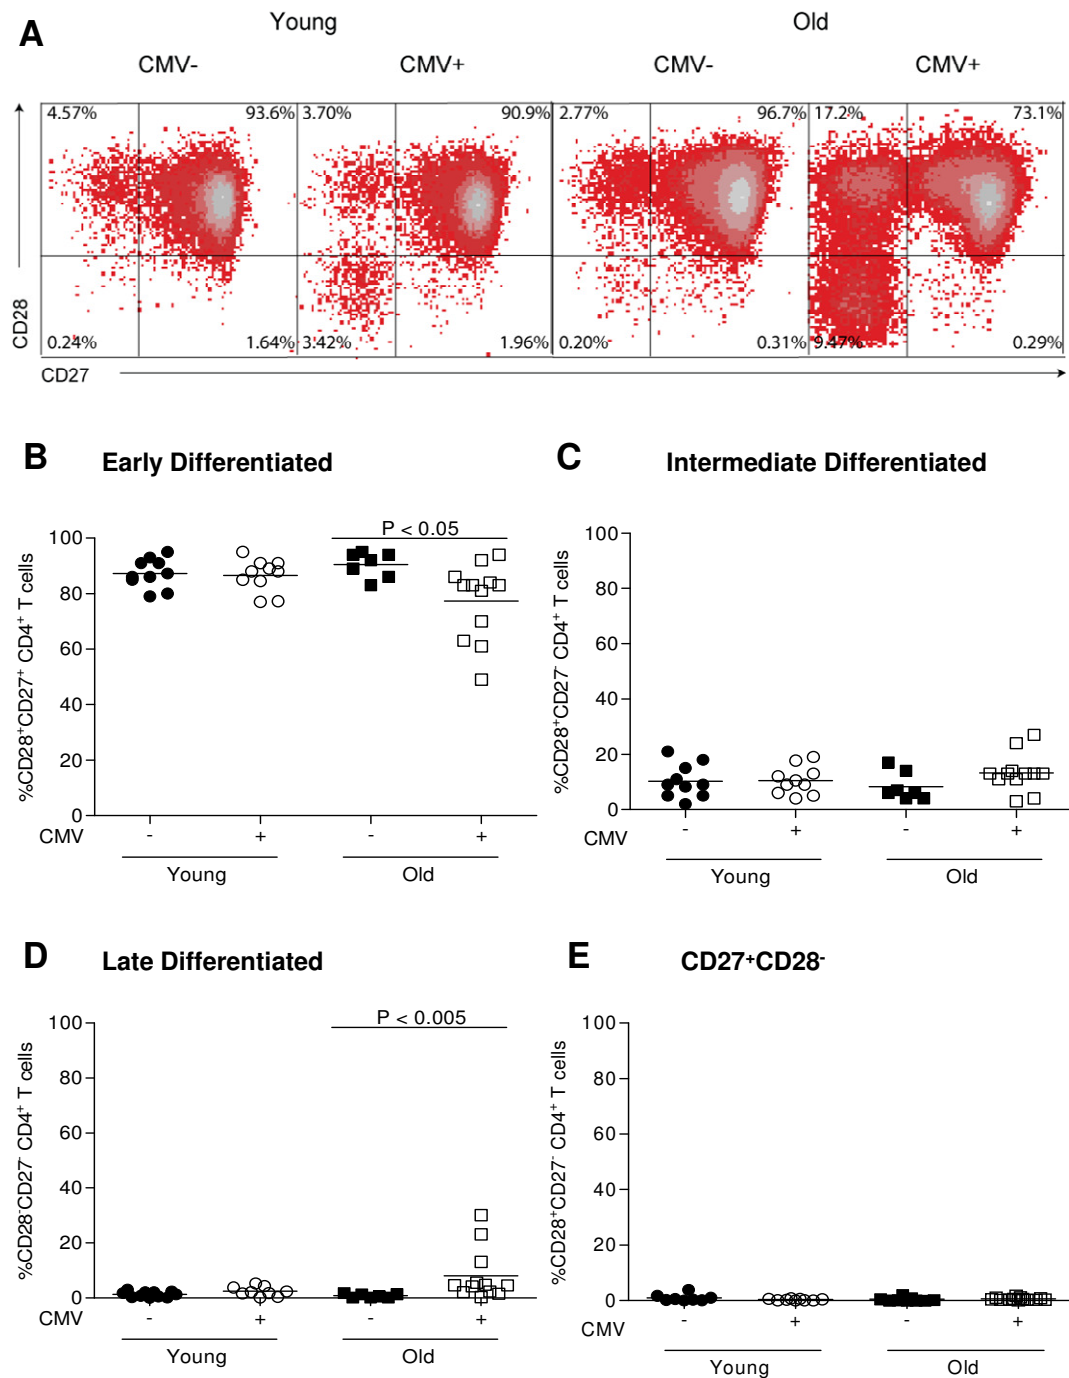 A
Young
Old
CMV-
CMV+
CMV-
CMV+
4.57%
93.6%
3.70%
90.9%
2.77%
96.7%
17.2%
73.1%
0.24%
1.64%
3.42%
1.96%
0.20%
0.31%
9.47%
0.29%
CD28
CD27
B
Early Differentiated
P < 0.05
%CD28⁺CD27⁺ CD4⁺ T cells
100
80
60
40
20
0
CMV
-
+
-
+
Young
Old
C
Intermediate Differentiated
%CD28⁺CD27⁻ CD4⁺ T cells
100
80
60
40
20
0
CMV
-
+
-
+
Young
Old
D
Late Differentiated
P < 0.005
%CD28⁻CD27⁻ CD4⁺ T cells
100
80
60
40
20
0
CMV
-
+
-
+
Young
Old
E
CD27⁺CD28⁻
%CD28⁺CD27⁻ CD4⁺ T cells
100
80
60
40
20
0
CMV
-
+
-
+
Young
Old